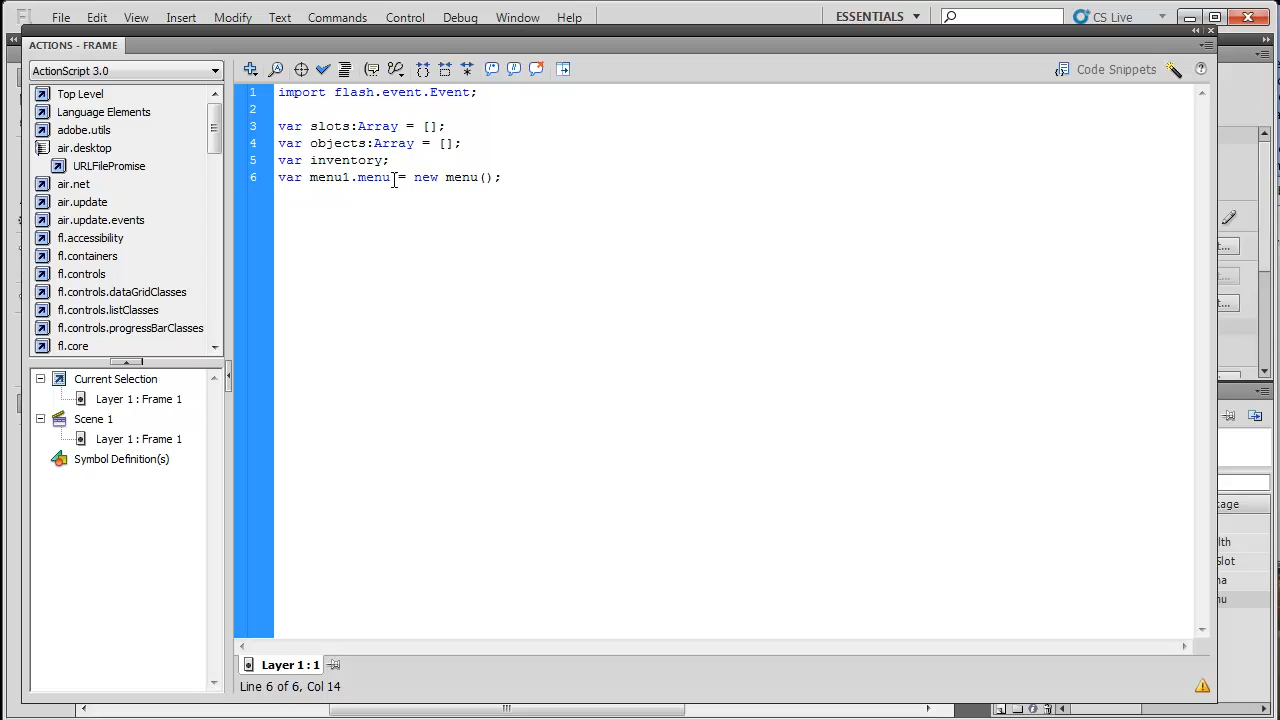 File Edit View Insert Modify Text Commands Control Debug Window Help ESSENTIALS CS Live
ACTIONS - FRAME
ActionScript 3.0
Code Snippets
Top Level
Language Elements
adobe.utils
air.desktop
URLFilePromise
air.net
air.update
air.update.events
fl.accessibility
fl.containers
fl.controls
fl.controls.dataGridClasses
fl.controls.listClasses
fl.controls.progressBarClasses
fl.core
Current Selection
Layer 1 : Frame 1
Scene 1
Layer 1 : Frame 1
Symbol Definition(s)
1 import flash.event.Event;
2
3 var slots:Array = [];
4 var objects:Array = [];
5 var inventory;
6 var menu1.menu = new menu();
Layer 1 : 1
Line 6 of 6, Col 14